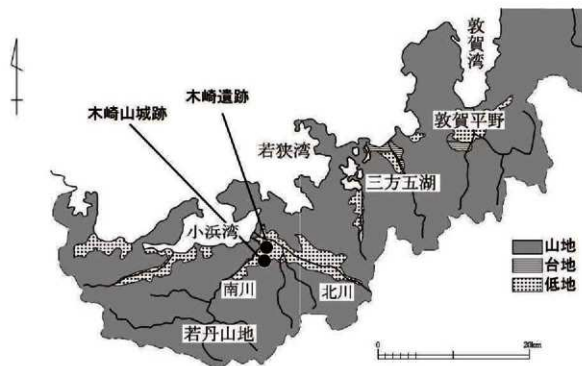 敦賀湾
木崎遺跡
木崎山城跡
敦賀平野
若狭湾
三方五湖
小浜湾
南川
北川
若丹山地
山地
台地
低地
0
20km